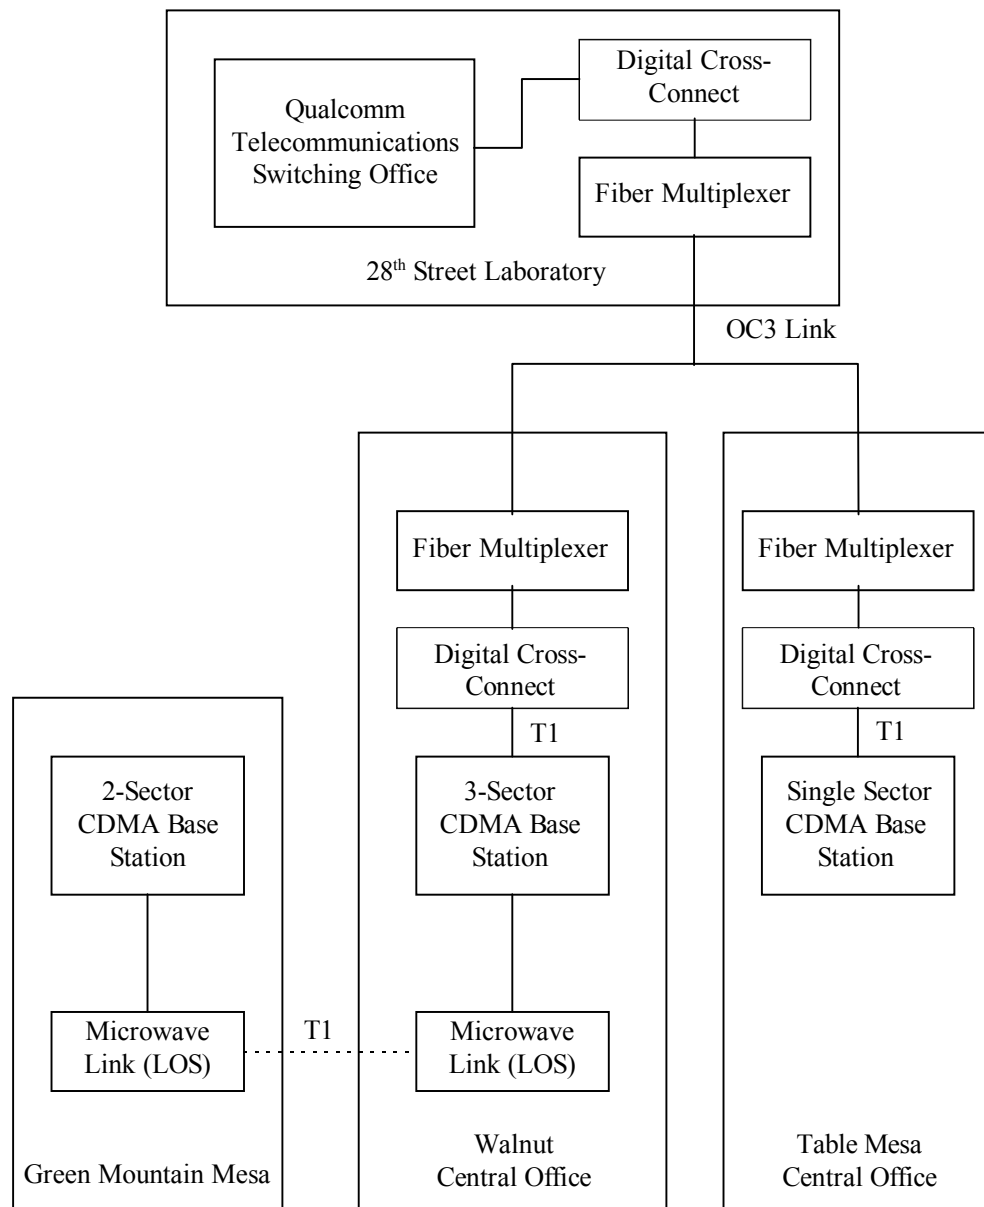 Qualcomm
Telecommunications
Switching Office
Digital Cross-
Connect
Fiber Multiplexer
28th Street Laboratory
OC3 Link
Fiber Multiplexer
Fiber Multiplexer
Digital Cross-
Connect
Digital Cross-
Connect
T1
T1
2-Sector
CDMA Base
Station
3-Sector
CDMA Base
Station
Single Sector
CDMA Base
Station
Microwave
Link (LOS)
T1
Microwave
Link (LOS)
Green Mountain Mesa
Walnut
Central Office
Table Mesa
Central Office